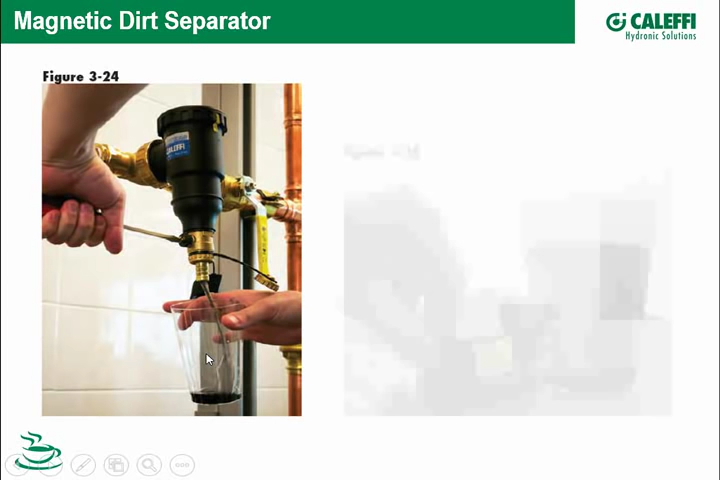 Magnetic Dirt Separator
CALEFFI
Hydronic Solutions
Figure 3-24
CALEFFI